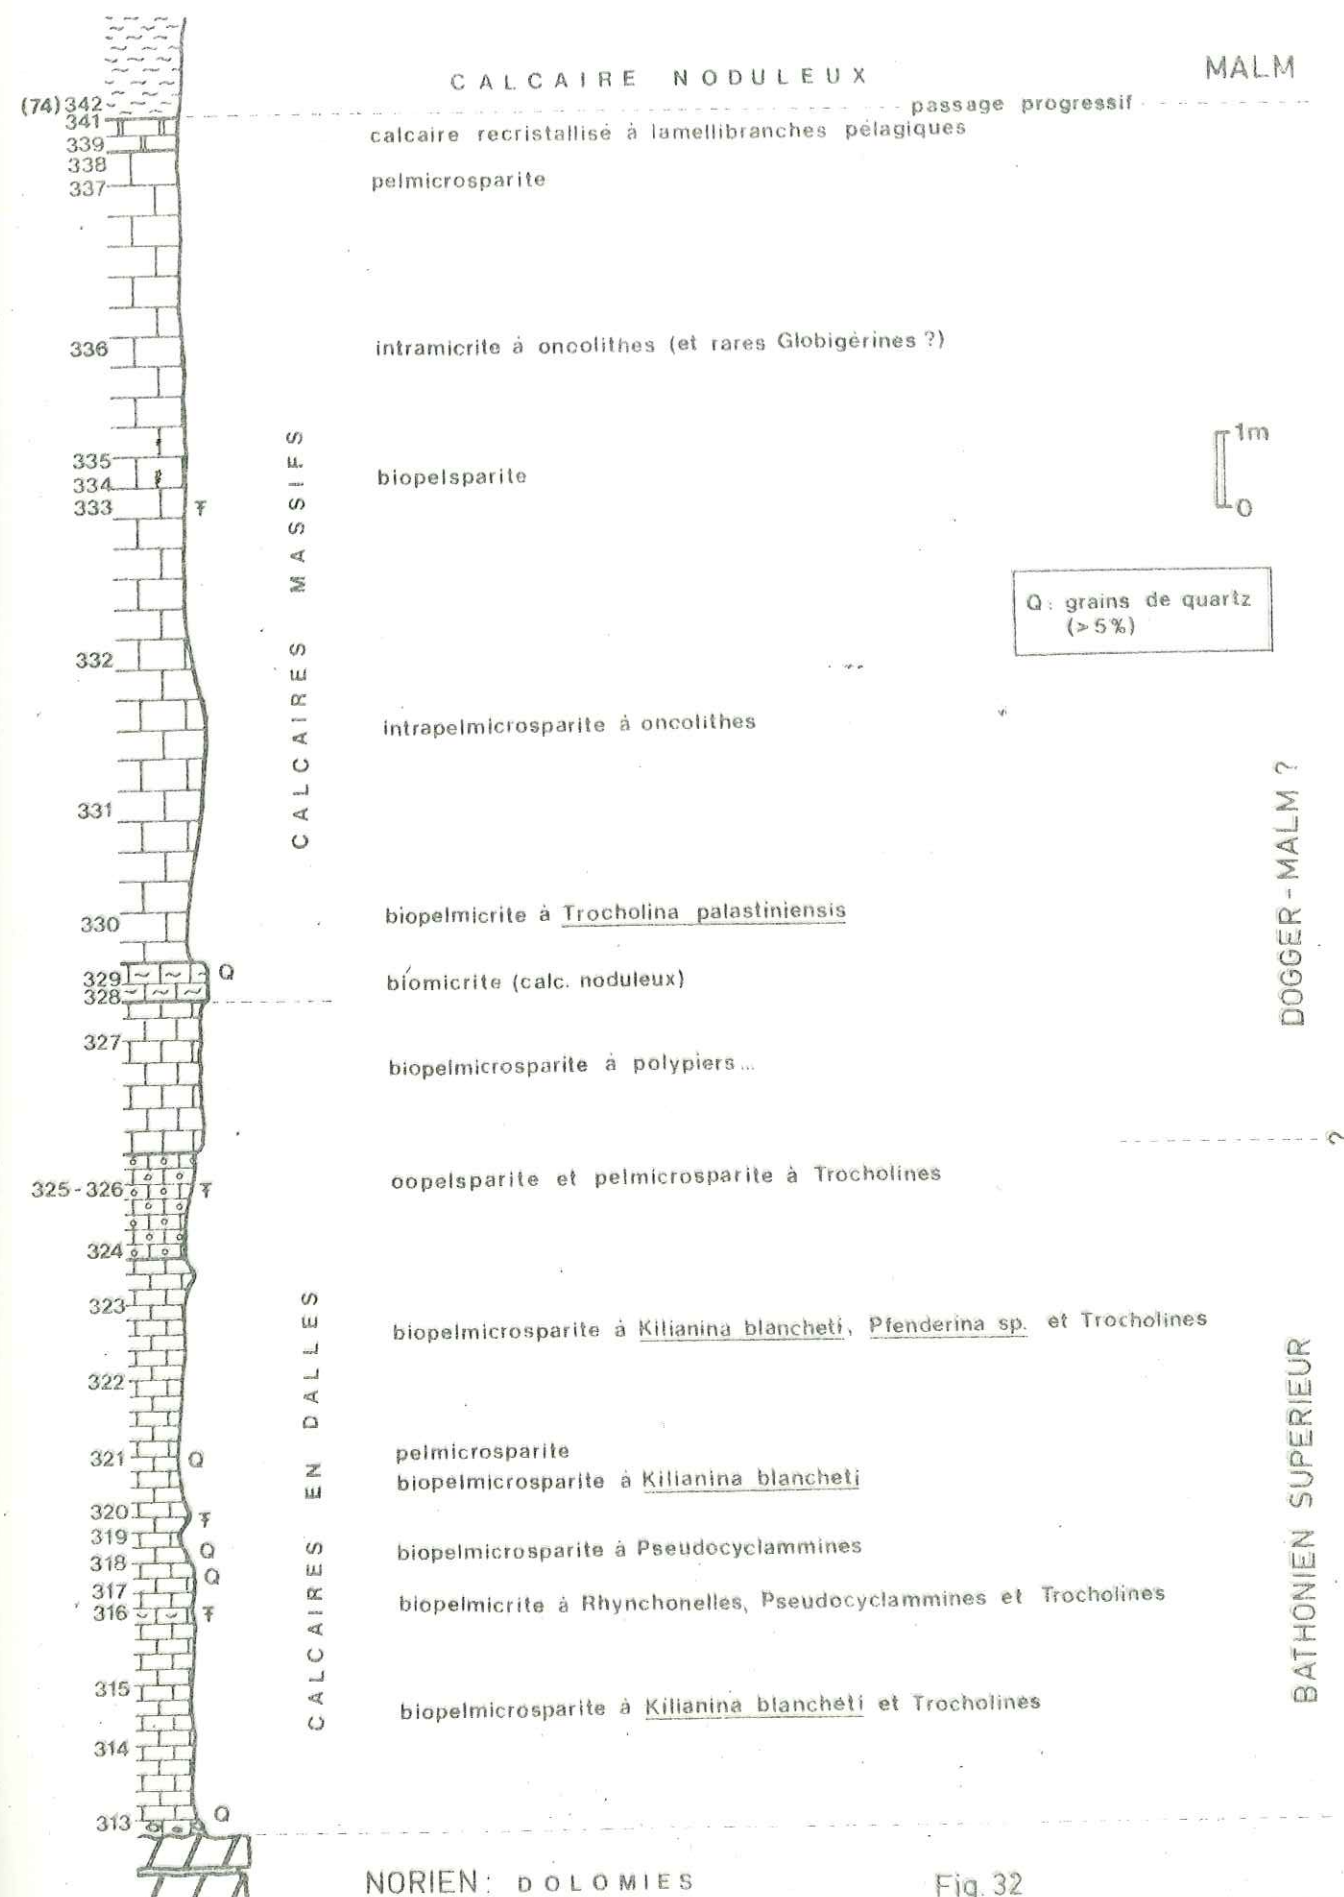 CALCAIRE NODULEUX
MALM
(74)342
passage progressif
341
calcaire recristallisé à lamellibranches pélagiques
339
338
337
pelmicrosparite
336
intramicrite à oncolithes (et rares Globigérines ?)
1m
335
334
biopelsparite
333
0
CALCAIRES MASSIFS
Q : grains de quartz
(> 5%)
332
intrapelmicrosparite à oncolithes
331
DOGGER - MALM ?
330
biopelmicrite à Trocholina palastiniensis
329
Q
biomicrite (calc. noduleux)
328
327
biopelmicrosparite à polypiers...
?
325-326
oopelsparite et pelmicrosparite à Trocholines
324
323
biopelmicrosparite à Kilianina blancheti, Pfenderina sp. et Trocholines
322
CALCAIRES EN DALLES
BATHONIEN SUPERIEUR
321
Q
pelmicrosparite
biopelmicrosparite à Kilianina blancheti
320
319
Q
biopelmicrosparite à Pseudocyclammines
318
Q
317
biopelmicrite à Rhynchonelles, Pseudocyclammines et Trocholines
316
315
biopelmicrosparite à Kilianina blancheti et Trocholines
314
313
Q
NORIEN: DOLOMIES
Fig. 32